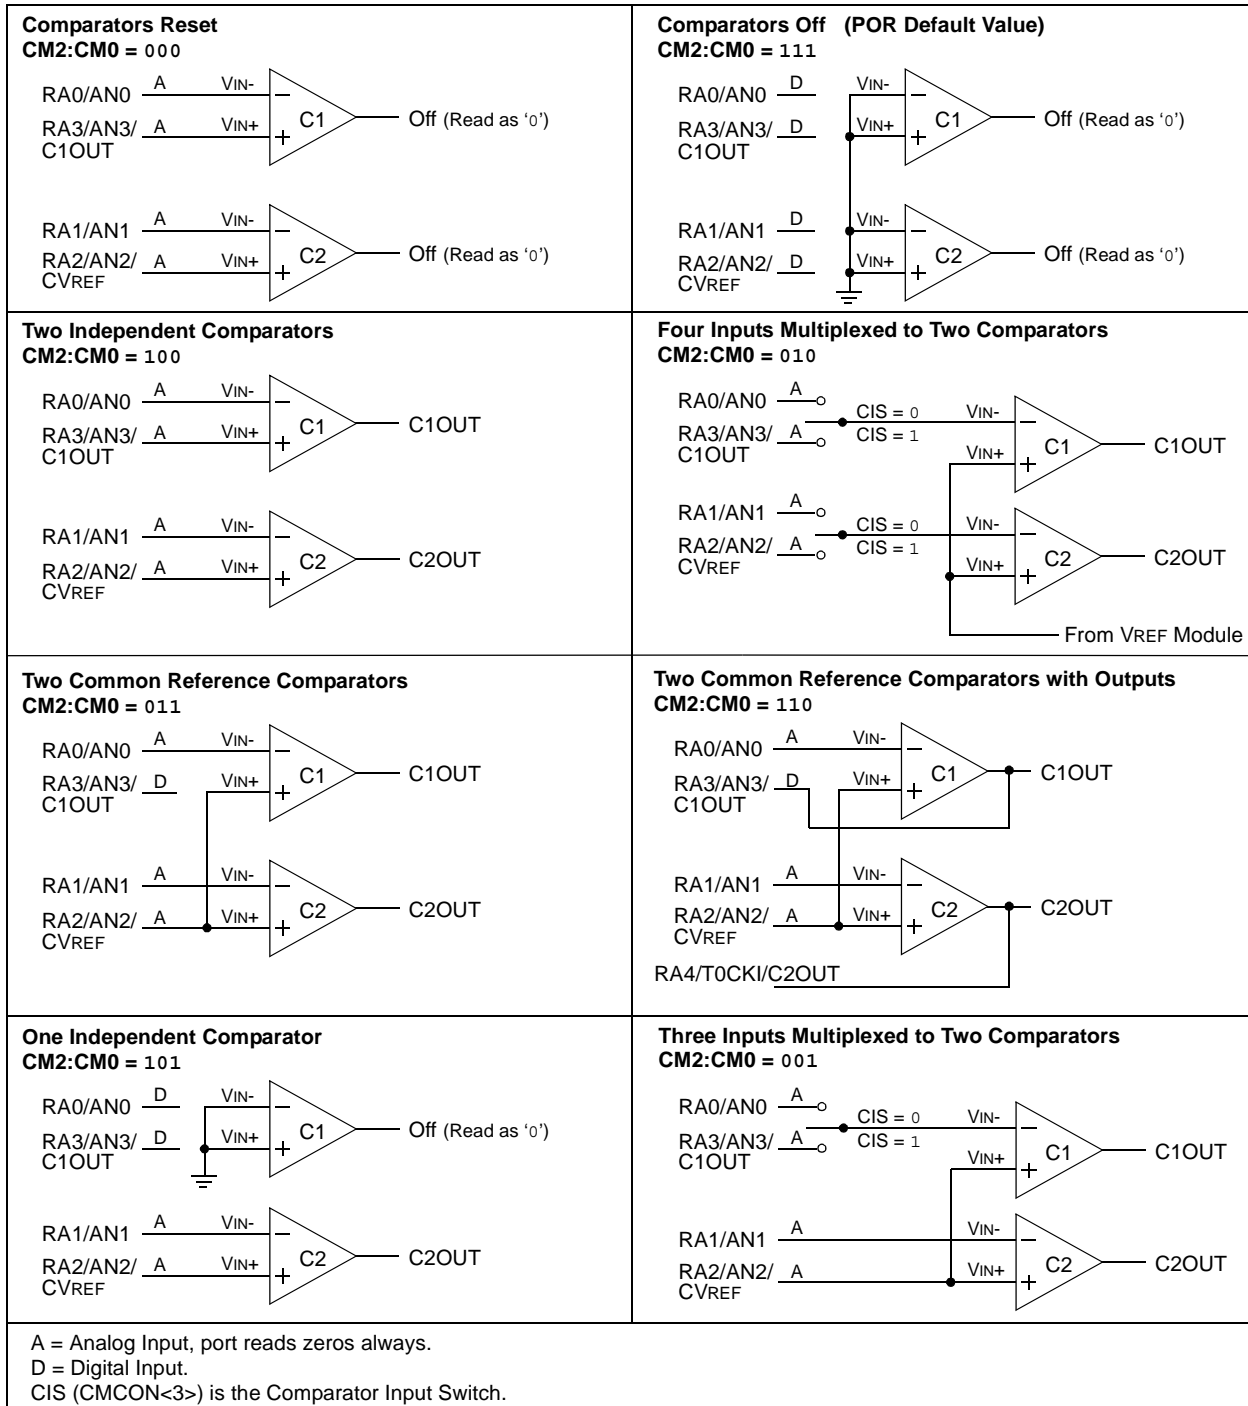 Comparators Reset
CM2:CM0 = 000
RA0/AN0 A VIN-
RA3/AN3/ A VIN+
C1OUT
C1
Off (Read as ‘0’)
RA1/AN1 A VIN-
RA2/AN2/ A VIN+
CVREF
C2
Off (Read as ‘0’)
Comparators Off (POR Default Value)
CM2:CM0 = 111
RA0/AN0 D VIN-
RA3/AN3/ D VIN+
C1OUT
C1
Off (Read as ‘0’)
RA1/AN1 D VIN-
RA2/AN2/ D VIN+
CVREF
C2
Off (Read as ‘0’)
Two Independent Comparators
CM2:CM0 = 100
RA0/AN0 A VIN-
RA3/AN3/ A VIN+
C1OUT
C1
C1OUT
RA1/AN1 A VIN-
RA2/AN2/ A VIN+
CVREF
C2
C2OUT
Four Inputs Multiplexed to Two Comparators
CM2:CM0 = 010
RA0/AN0 A
CIS = 0 VIN-
RA3/AN3/ A CIS = 1
C1OUT
VIN+
C1
C1OUT
RA1/AN1 A
CIS = 0 VIN-
RA2/AN2/ A CIS = 1
CVREF
VIN+
C2
C2OUT
From VREF Module
Two Common Reference Comparators
CM2:CM0 = 011
RA0/AN0 A VIN-
RA3/AN3/ D VIN+
C1OUT
C1
C1OUT
RA1/AN1 A VIN-
RA2/AN2/ A VIN+
CVREF
C2
C2OUT
Two Common Reference Comparators with Outputs
CM2:CM0 = 110
RA0/AN0 A VIN-
RA3/AN3/ D VIN+
C1OUT
C1
C1OUT
RA1/AN1 A VIN-
RA2/AN2/ A VIN+
CVREF
C2
C2OUT
RA4/T0CKI/C2OUT
One Independent Comparator
CM2:CM0 = 101
RA0/AN0 D VIN-
RA3/AN3/ D VIN+
C1OUT
C1
Off (Read as ‘0’)
RA1/AN1 A VIN-
RA2/AN2/ A VIN+
CVREF
C2
C2OUT
Three Inputs Multiplexed to Two Comparators
CM2:CM0 = 001
RA0/AN0 A
CIS = 0 VIN-
RA3/AN3/ A CIS = 1
C1OUT
VIN+
C1
C1OUT
RA1/AN1 A VIN-
RA2/AN2/ A VIN+
CVREF
C2
C2OUT
A = Analog Input, port reads zeros always.
D = Digital Input.
CIS (CMCON<3>) is the Comparator Input Switch.